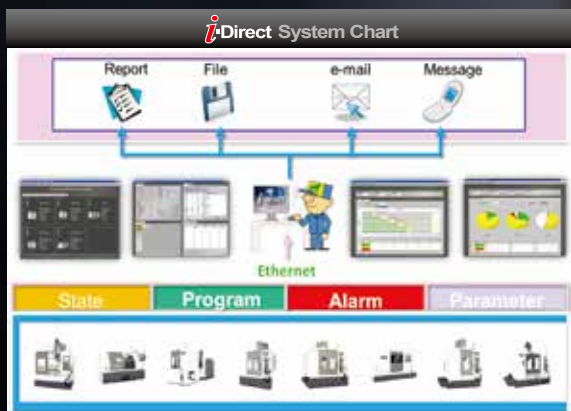 i-Direct System Chart
Report File e-mail Message
Ethernet
State Program Alarm Parameter